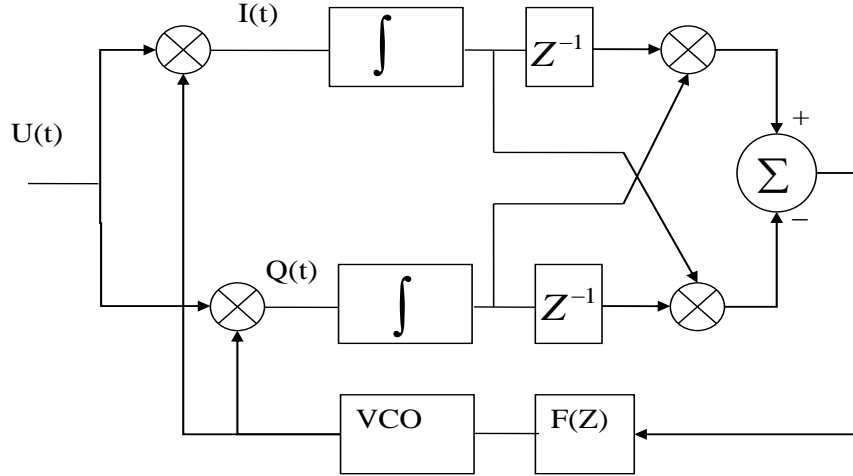 I(t)
∫
Z⁻¹
U(t)
+
Σ
−
Q(t)
∫
Z⁻¹
VCO
F(Z)